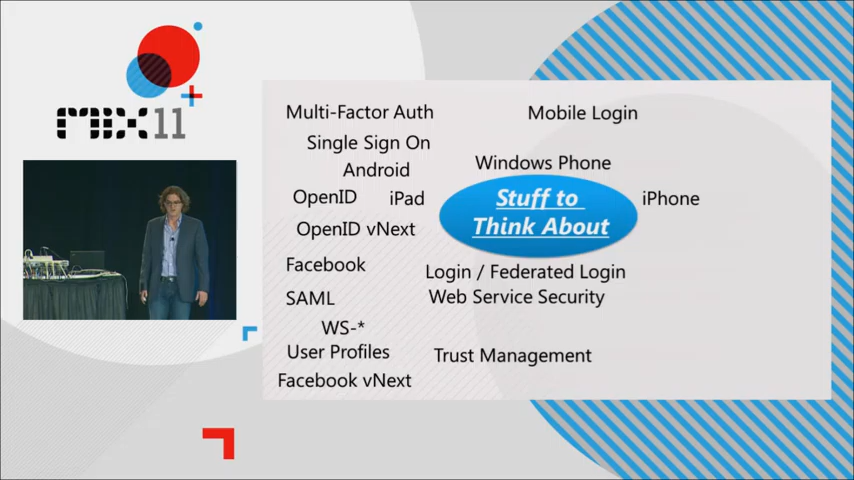 MIX11
Multi-Factor Auth
Mobile Login
Single Sign On
Android
Windows Phone
OpenID
iPad
Stuff to
Think About
iPhone
OpenID vNext
Facebook
Login / Federated Login
SAML
Web Service Security
WS-*
User Profiles
Trust Management
Facebook vNext